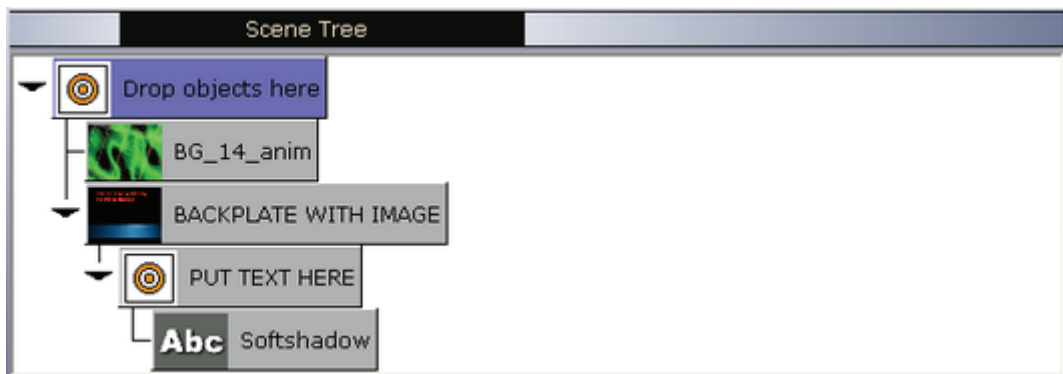 Scene Tree
Drop objects here
BG_14_anim
BACKPLATE WITH IMAGE
PUT TEXT HERE
Abc Softshadow